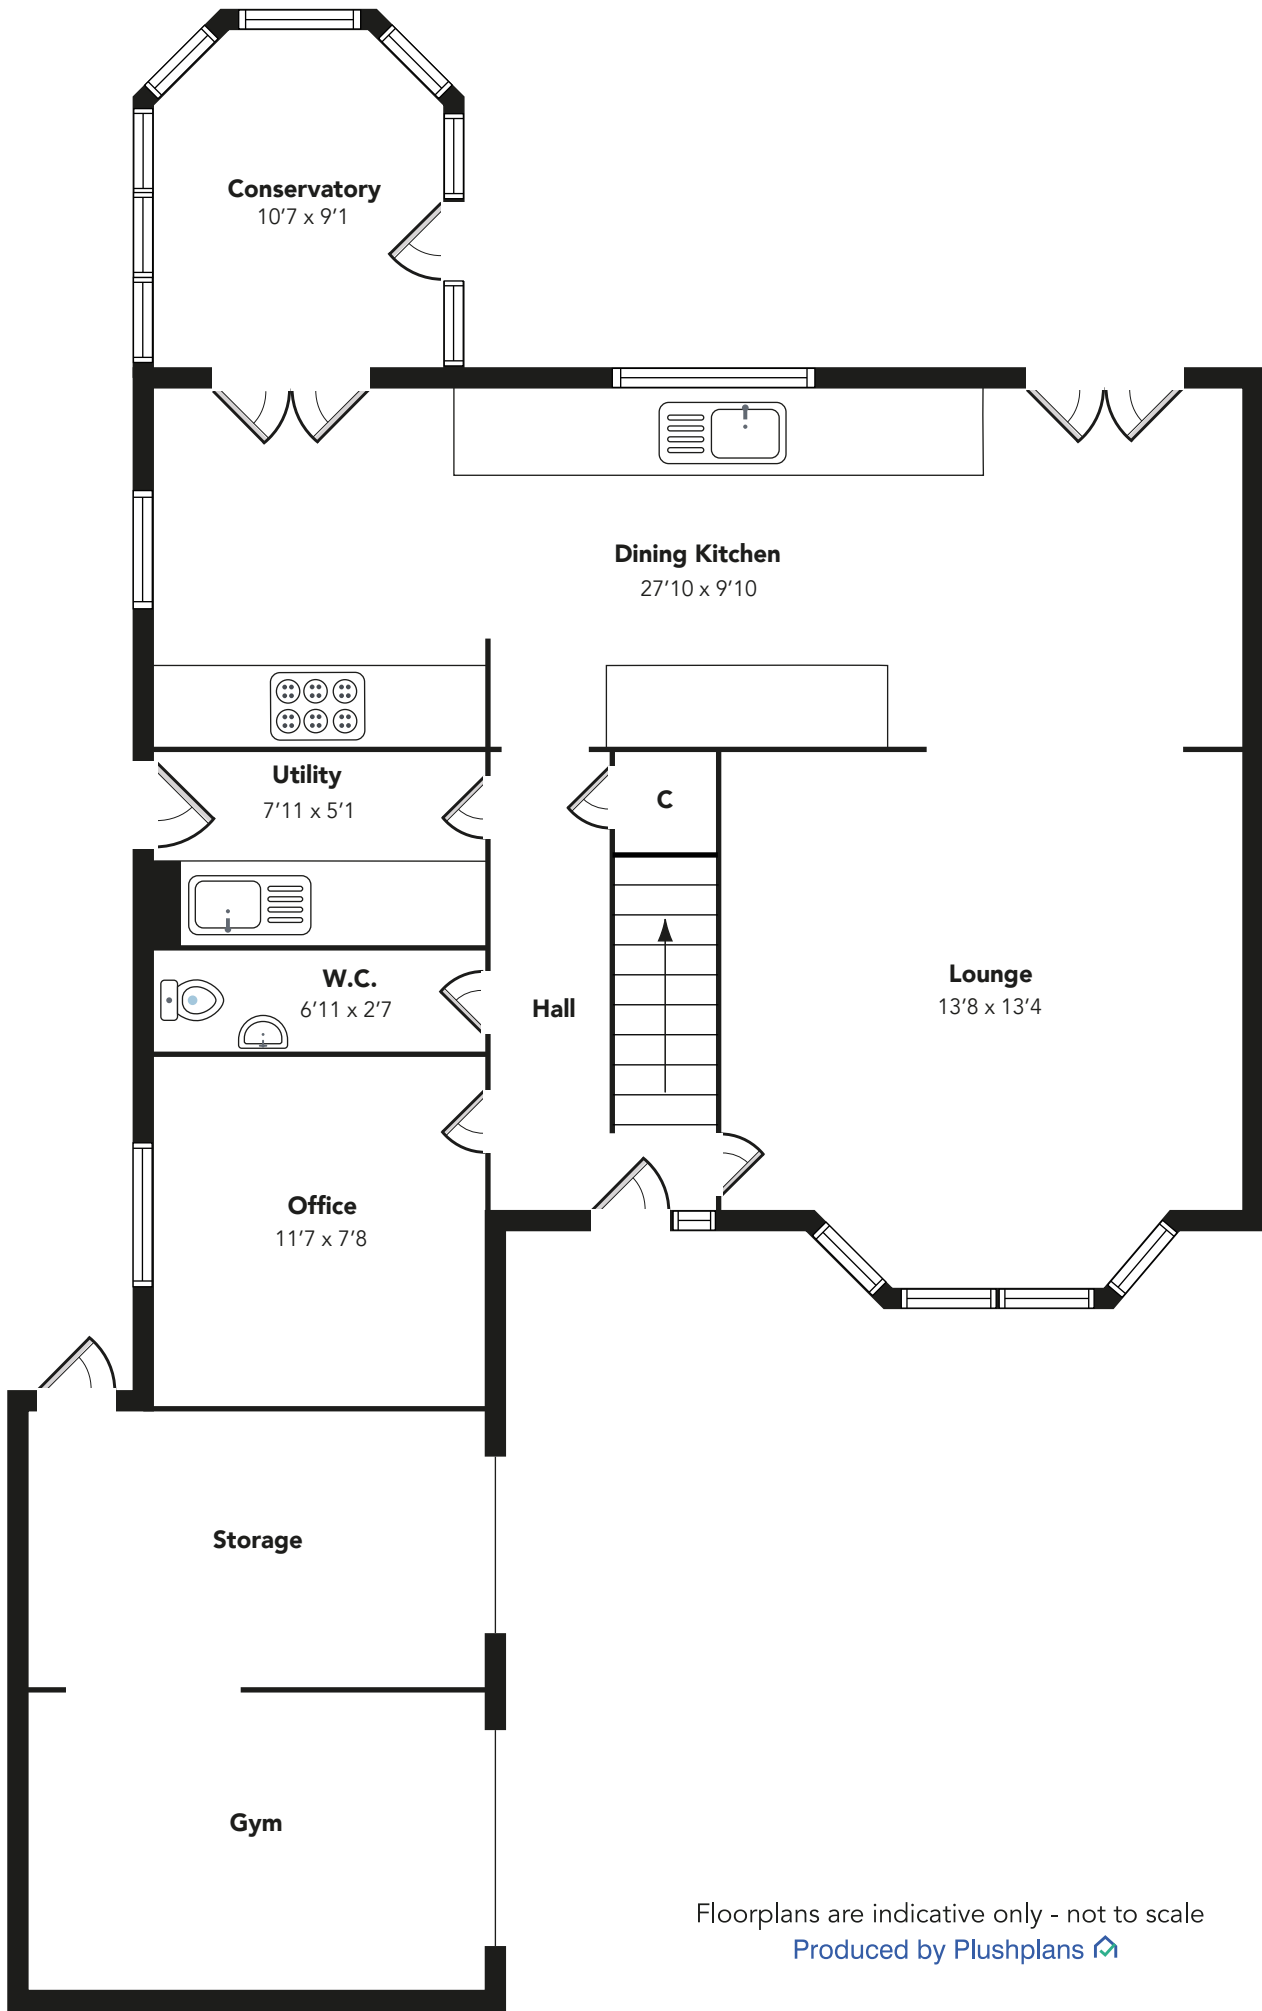 Conservatory
10'7 x 9'1
Dining Kitchen
27'10 x 9'10
Utility
7'11 x 5'1
C
W.C.
6'11 x 2'7
Hall
Lounge
13'8 x 13'4
Office
11'7 x 7'8
Storage
Gym
Floorplans are indicative only - not to scale
Produced by Plushplans